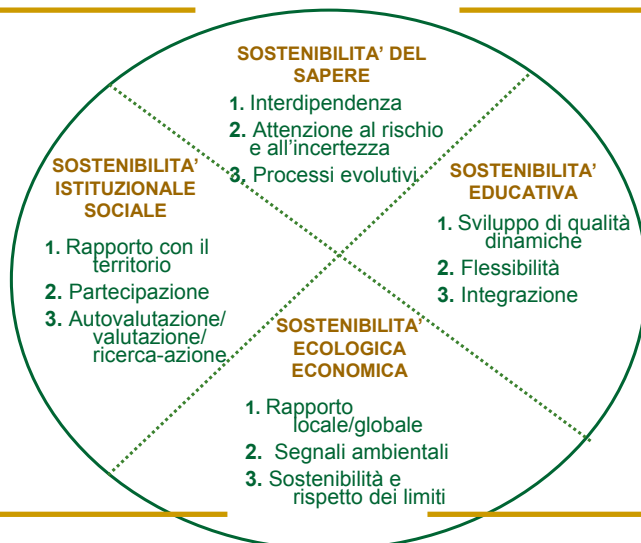 SOSTENIBILITA' DEL
SAPERE
1. Interdipendenza
2. Attenzione al rischio
e all'incertezza
3. Processi evolutivi
SOSTENIBILITA'
ISTITUZIONALE
SOCIALE
1. Rapporto con il
territorio
2. Partecipazione
3. Autovalutazione/
valutazione/
ricerca-azione
SOSTENIBILITA'
EDUCATIVA
1. Sviluppo di qualità
dinamiche
2. Flessibilità
3. Integrazione
SOSTENIBILITA'
ECOLOGICA
ECONOMICA
1. Rapporto
locale/globale
2. Segnali ambientali
3. Sostenibilità e
rispetto dei limiti